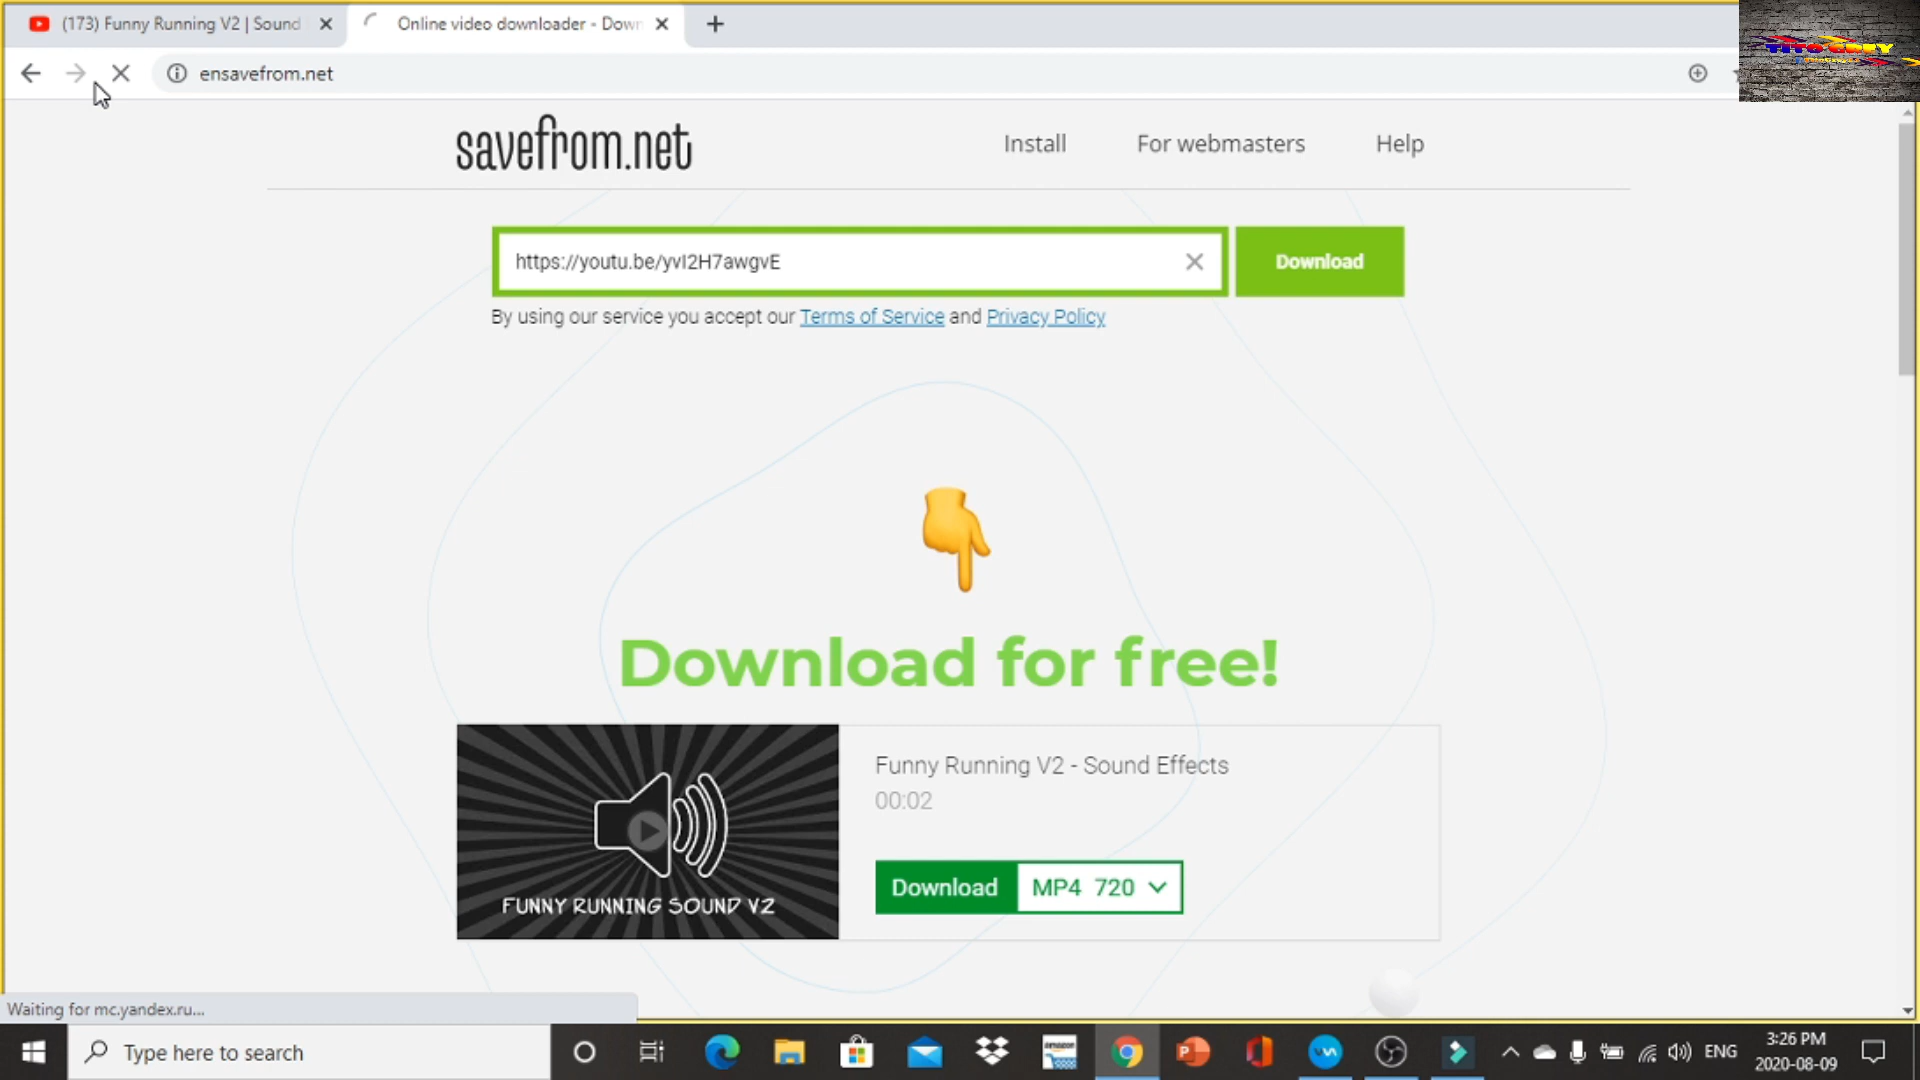 (173) Funny Running V2 | Sound
Online video downloader - Down
ensavefrom.net
savefrom.net
Install
For webmasters
Help
https://youtu.be/yvI2H7awgvE
Download
By using our service you accept our Terms of Service and Privacy Policy
Download for free!
FUNNY RUNNING SOUND V2
Funny Running V2 - Sound Effects
00:02
Download
MP4 720
Waiting for mc.yandex.ru...
Type here to search
amazon
ENG
3:26 PM
2020-08-09